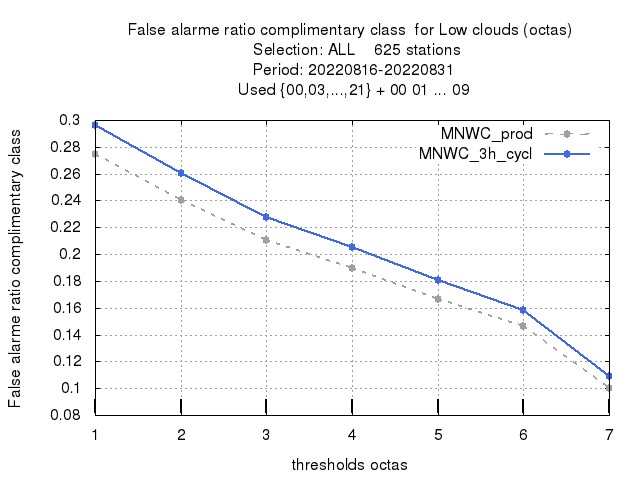 False alarme ratio complimentary class  for Low clouds (octas)
Selection: ALL    625 stations
Period: 20220816-20220831
Used {00,03,...,21} + 00 01 ... 09
MNWC_prod
MNWC_3h_cycl
False alarme ratio complimentary class
0.3
0.28
0.26
0.24
0.22
0.2
0.18
0.16
0.14
0.12
0.1
0.08
1 2 3 4 5 6 7
thresholds octas